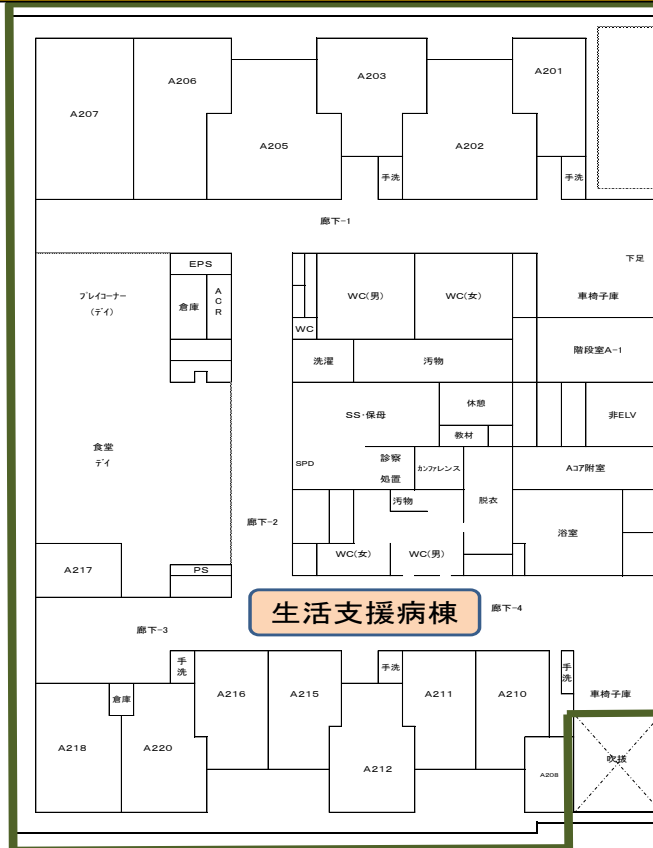 A201
A203
A206
A207
A205
A202
手洗
手洗
廊下-1
下足
EPS
プレイコーナー
(デイ)
倉庫
A
C
R
WC(男)
WC(女)
車椅子庫
WC
階段室A-1
洗濯
汚物
休憩
SS・保母
非ELV
教材
食堂
デイ
SPD
診察
処置
カンファレンス
Aコア附室
汚物
脱衣
廊下-2
浴室
WC(女)
WC(男)
A217
PS
生活支援病棟
廊下-4
廊下-3
手
洗
手洗
手
洗
倉庫
A216
A215
A211
A210
車椅子庫
A218
A220
A212
A208
吹抜